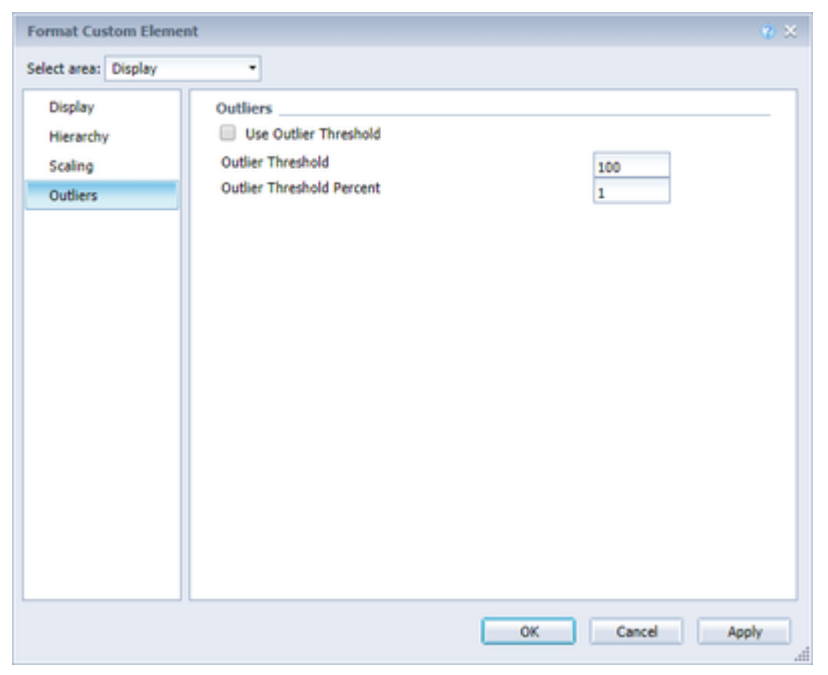 Format Custom Element
Select area: Display
Display
Hierarchy
Scaling
Outliers
Outliers
Use Outlier Threshold
Outlier Threshold 100
Outlier Threshold Percent 1
OK Cancel Apply